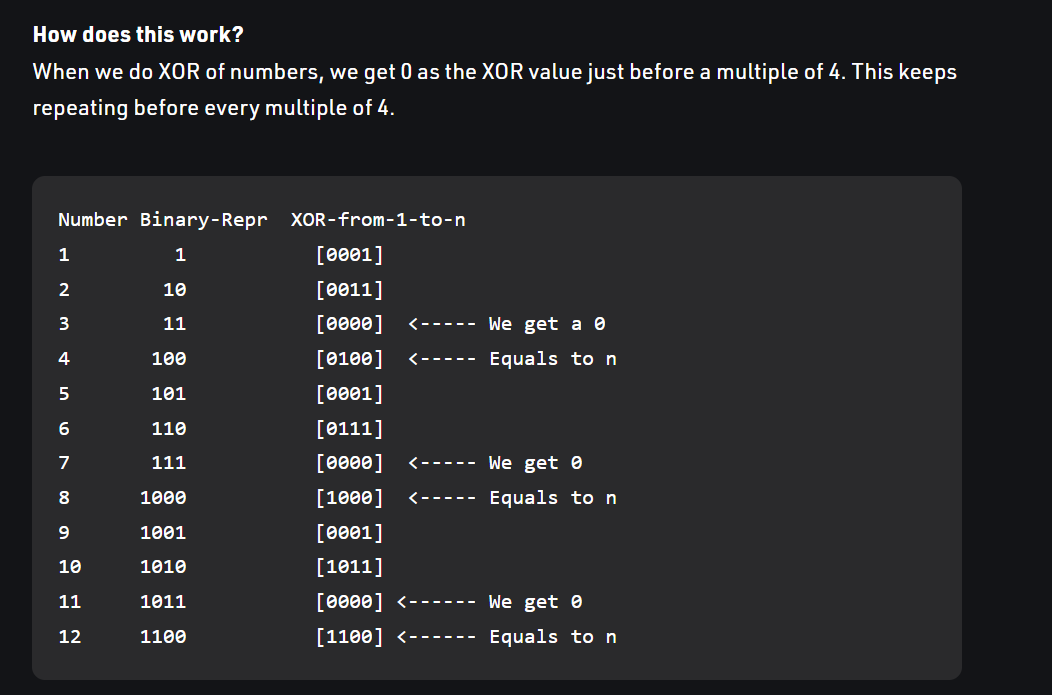 How does this work?
When we do XOR of numbers, we get 0 as the XOR value just before a multiple of 4. This keeps
repeating before every multiple of 4.
Number Binary-Repr  XOR-from-1-to-n
1         1           [0001]
2        10           [0011]
3        11           [0000]  <----- We get a 0
4       100           [0100]  <----- Equals to n
5       101           [0001]
6       110           [0111]
7       111           [0000]  <----- We get 0
8      1000           [1000]  <----- Equals to n
9      1001           [0001]
10     1010           [1011]
11     1011           [0000] <------ We get 0
12     1100           [1100] <------ Equals to n